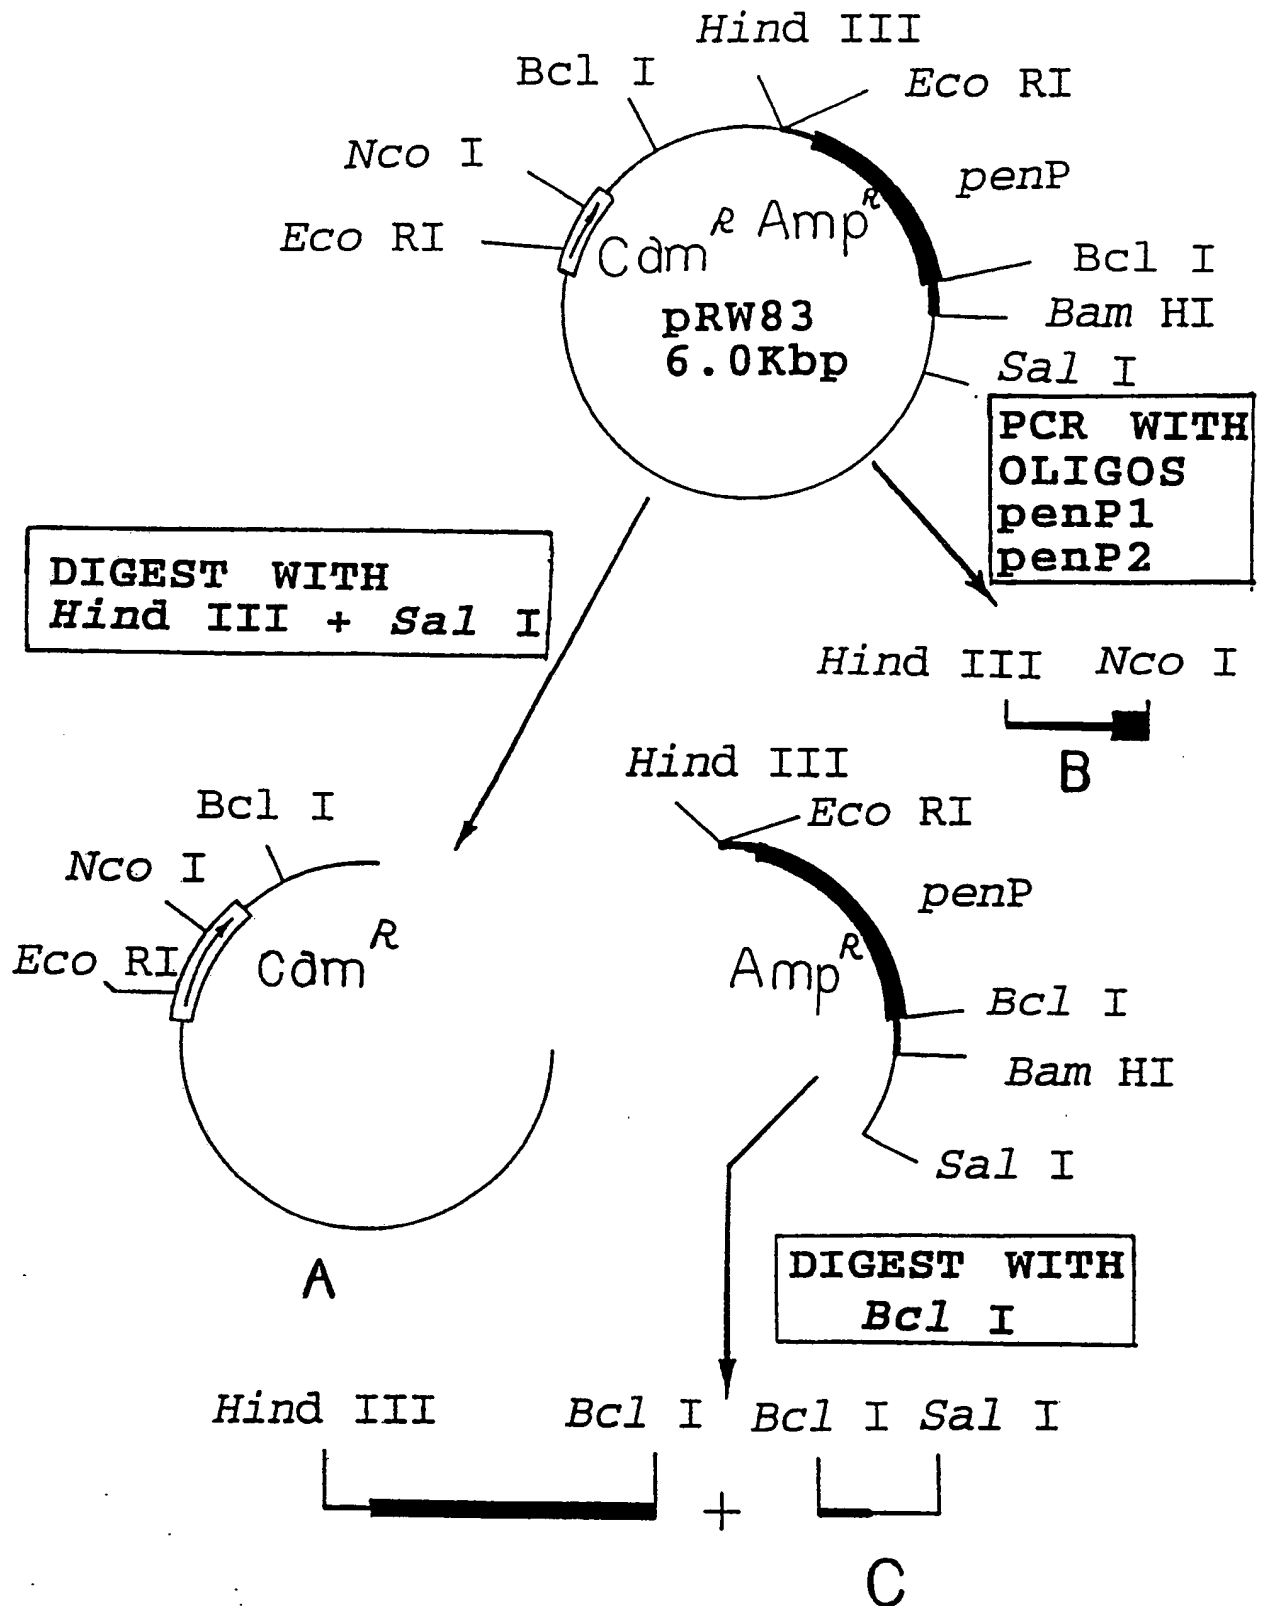 Hind III
Bcl I
Eco RI
Nco I
penP
Eco RI
Cam R Amp R
Bcl I
pRW83
Bam HI
6.0Kbp
Sal I
PCR WITH
OLIGOS
penP1
penP2
DIGEST WITH
Hind III + Sal I
Hind III Nco I
B
Hind III
Bcl I
Eco RI
Nco I
penP
Cam R
Eco RI
Amp R
Bcl I
Bam HI
Sal I
A
DIGEST WITH
Bcl I
Hind III Bcl I Bcl I Sal I
+
C